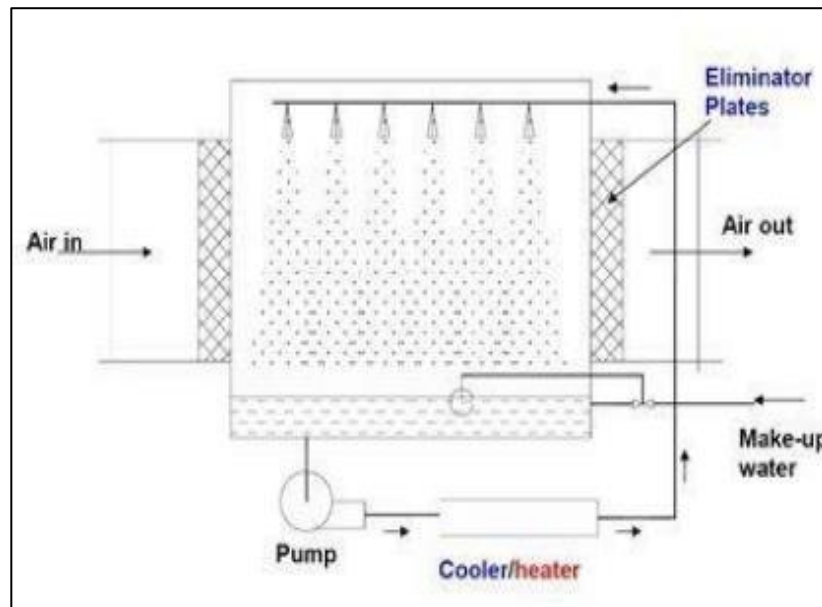 Eliminator
Plates
Air in
Air out
Make-up
water
Pump
Cooler/heater